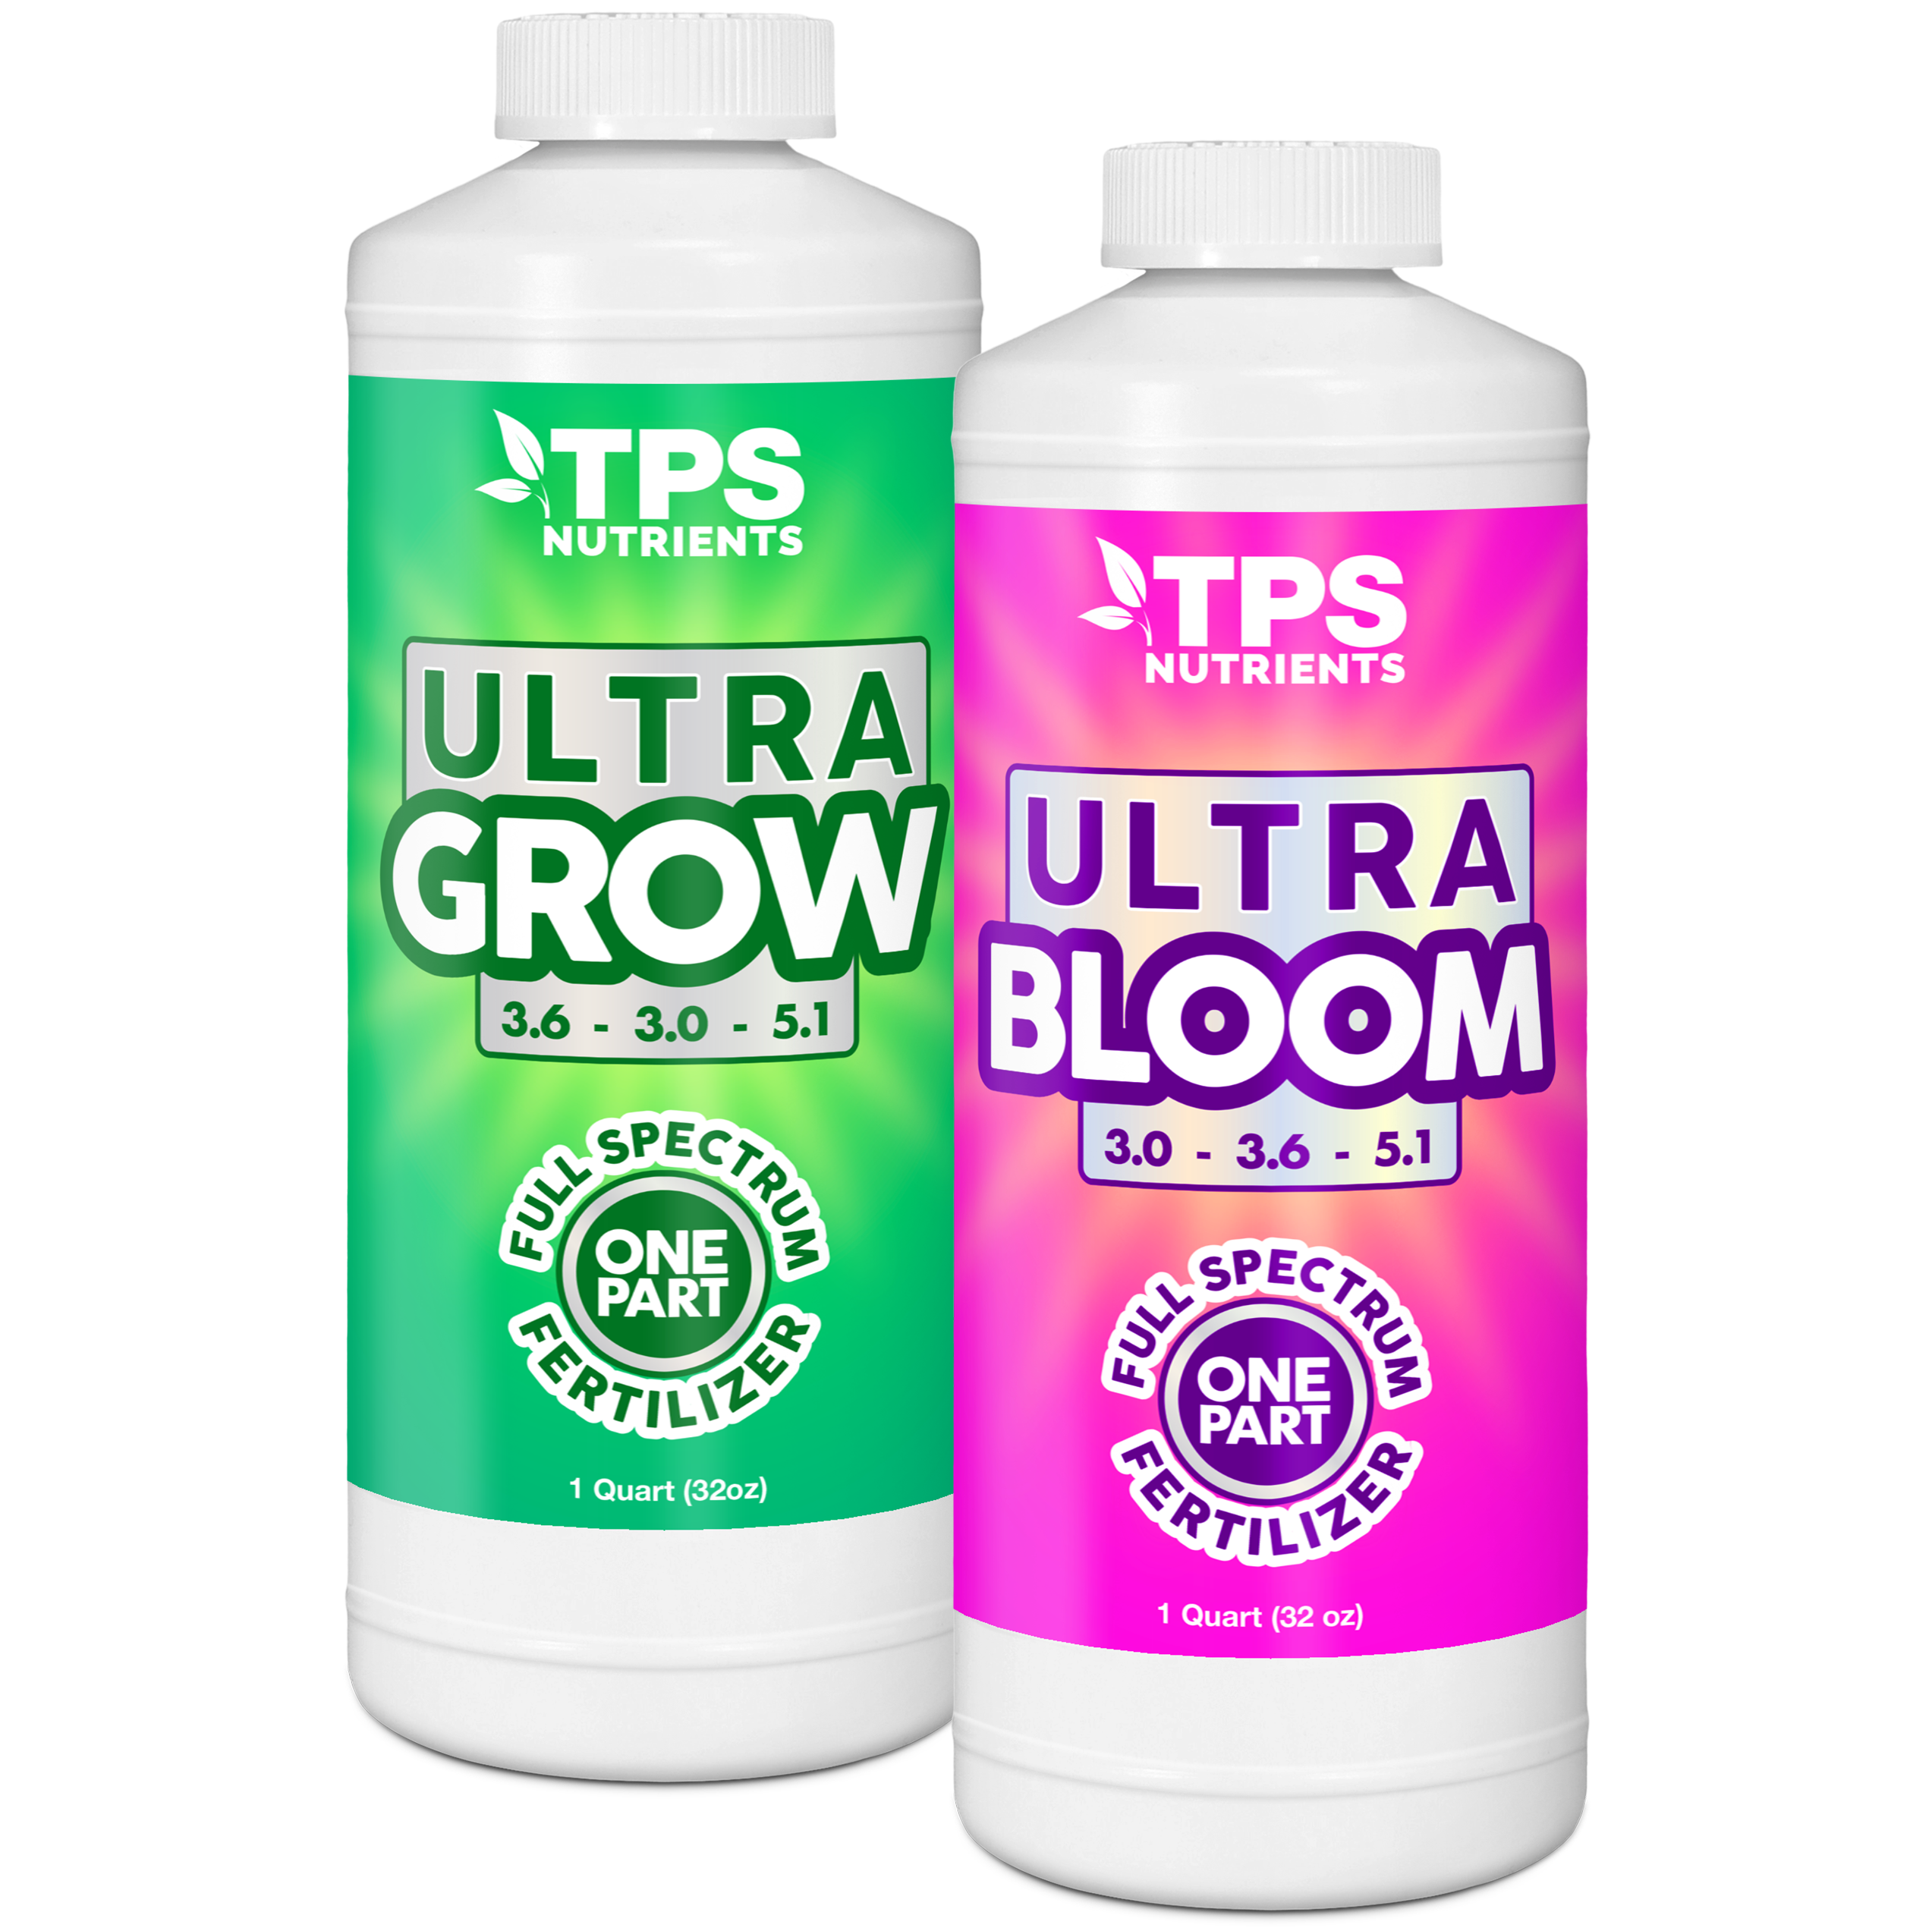 TPS
NUTRIENTS
ULTRA
GROW
3.6 - 3.0 - 5.1
FULL SPECTRUM
ONE
PART
FERTILIZER
1 Quart (32oz)
TPS
NUTRIENTS
ULTRA
BLOOM
3.0 - 3.6 - 5.1
FULL SPECTRUM
ONE
PART
FERTILIZER
1 Quart (32 oz)